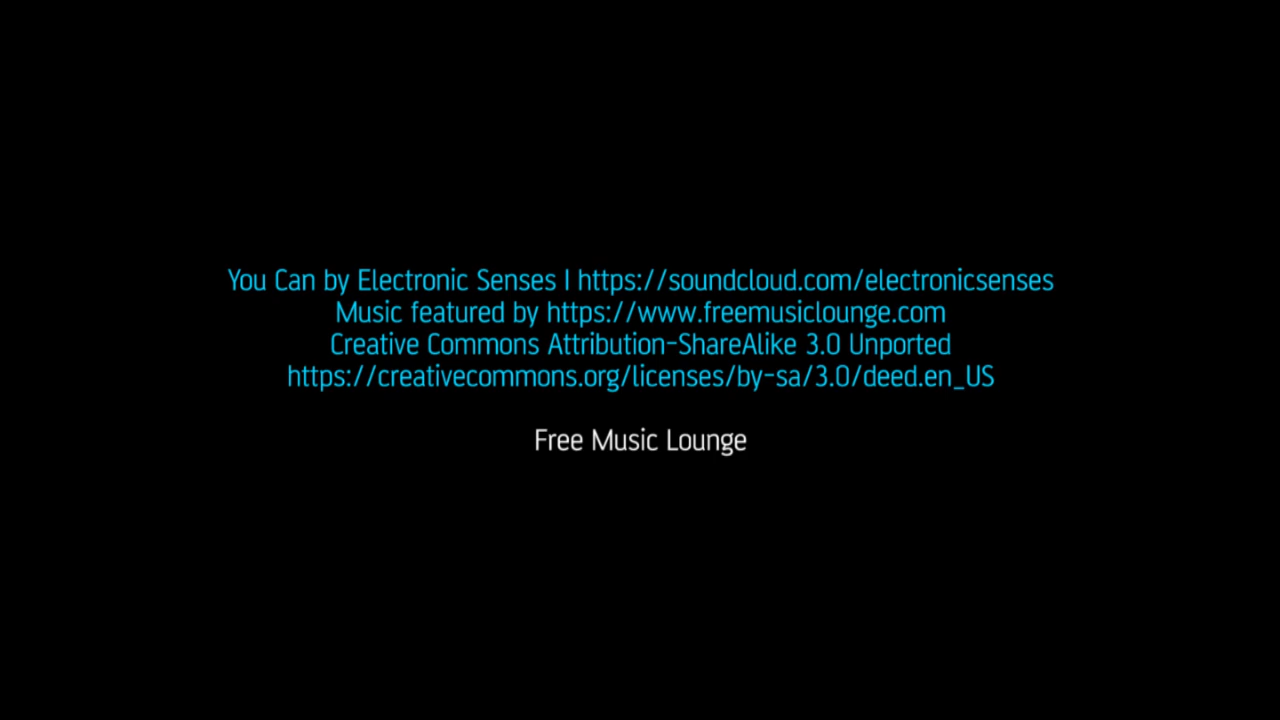 You Can by Electronic Senses | https://soundcloud.com/electronicsenses
Music featured by https://www.freemusiclounge.com
Creative Commons Attribution-ShareAlike 3.0 Unported
https://creativecommons.org/licenses/by-sa/3.0/deed.en_US
Free Music Lounge